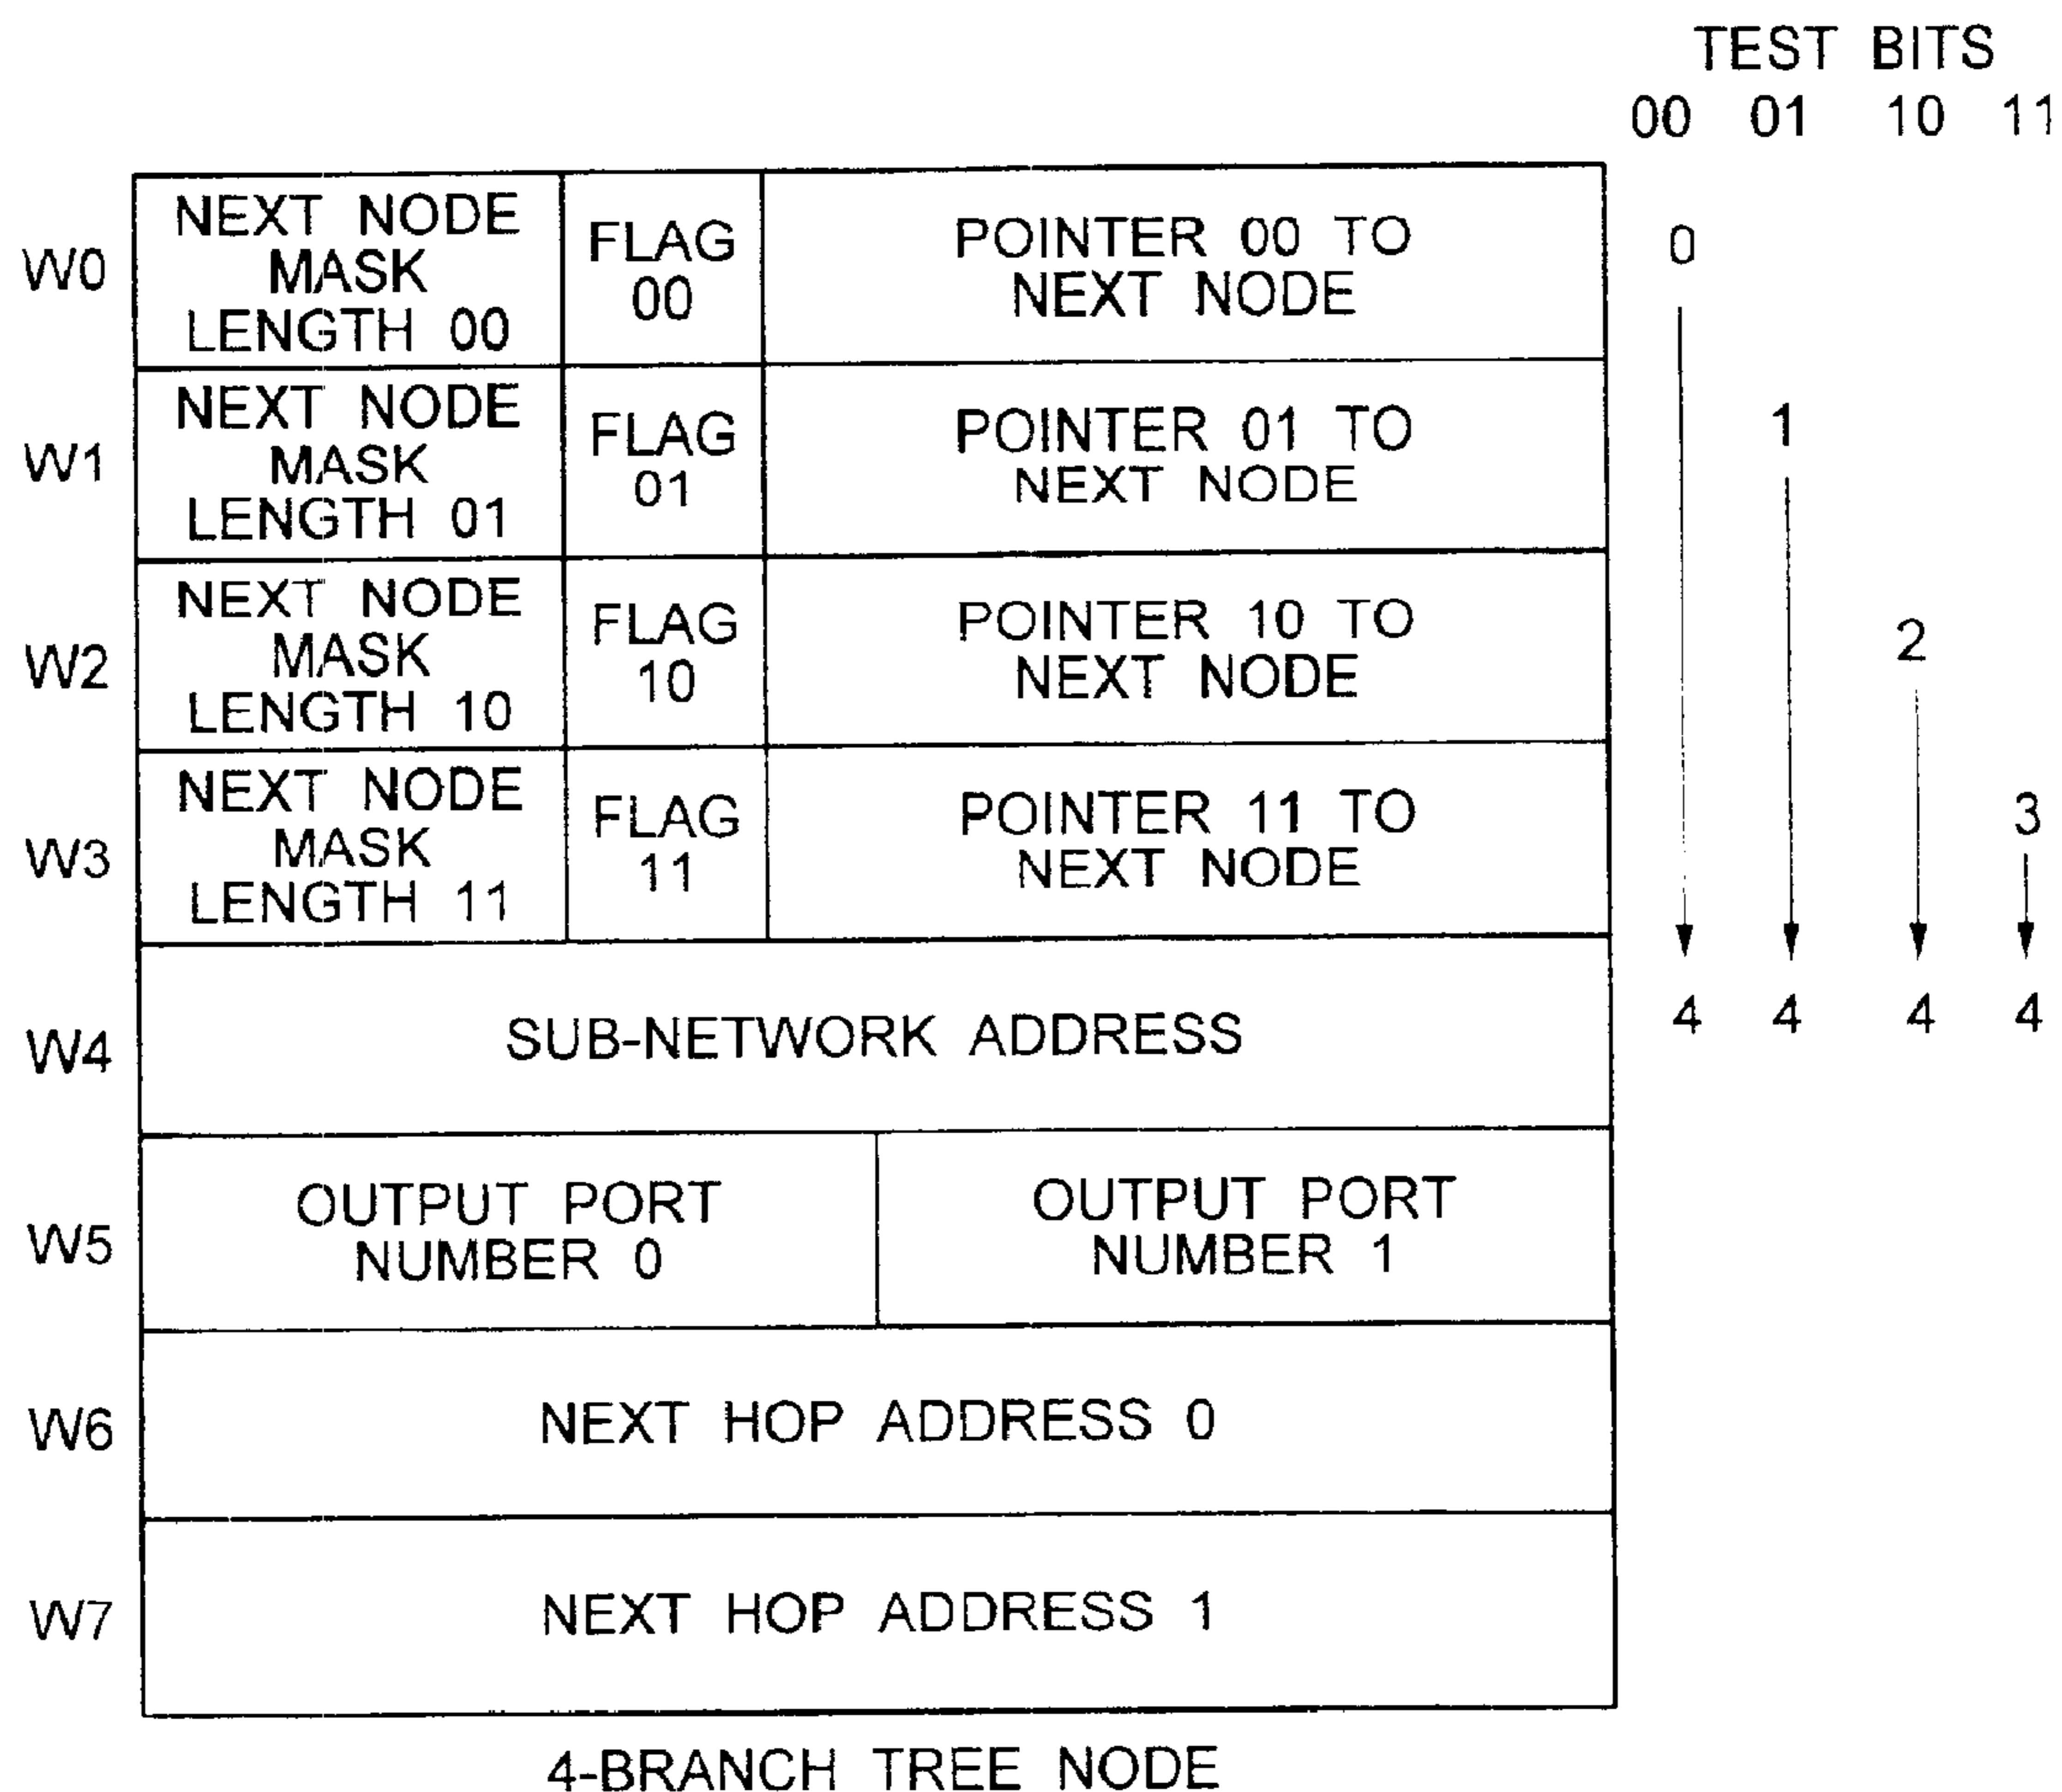 TEST BITS
00 01 10 11
W0
NEXT NODE
MASK
LENGTH 00
FLAG
00
POINTER 00 TO
NEXT NODE
0
W1
NEXT NODE
MASK
LENGTH 01
FLAG
01
POINTER 01 TO
NEXT NODE
1
W2
NEXT NODE
MASK
LENGTH 10
FLAG
10
POINTER 10 TO
NEXT NODE
2
W3
NEXT NODE
MASK
LENGTH 11
FLAG
11
POINTER 11 TO
NEXT NODE
3
W4
SUB-NETWORK ADDRESS
4 4 4 4
W5
OUTPUT PORT
NUMBER 0
OUTPUT PORT
NUMBER 1
W6
NEXT HOP ADDRESS 0
W7
NEXT HOP ADDRESS 1
4-BRANCH TREE NODE